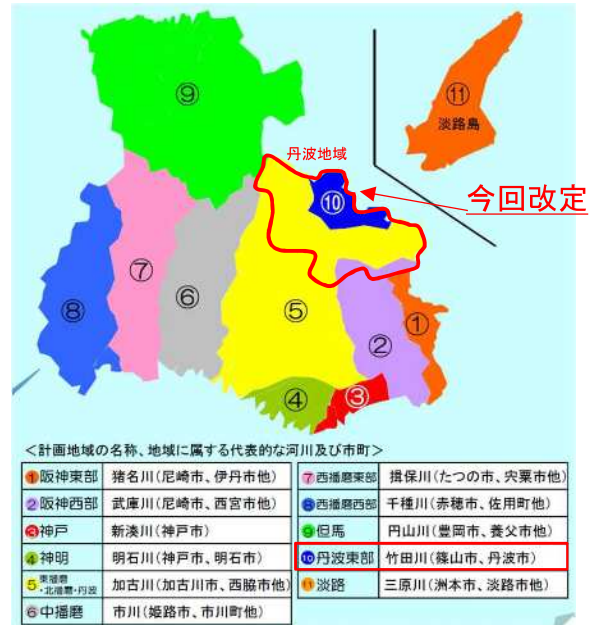 ⑨
⑪
淡路島
丹波地域
⑩
今回改定
⑦
⑥
⑤
⑧
②
①
④
③
<計画地域の名称、地域に属する代表的な河川及び市町>
①阪神東部 猪名川(尼崎市、伊丹市他)
⑦西播磨東部 揖保川(たつの市、宍粟市他)
②阪神西部 武庫川(尼崎市、西宮市他)
⑧西播磨西部 千種川(赤穂市、佐用町他)
③神戸 新湊川(神戸市)
⑨但馬 円山川(豊岡市、養父市他)
④神明 明石川(神戸市、明石市)
⑩丹波東部 竹田川(篠山市、丹波市)
⑤東播磨・北播磨・丹波 加古川(加古川市、西脇市他)
⑪淡路 三原川(洲本市、淡路市他)
⑥中播磨 市川(姫路市、市川町他)